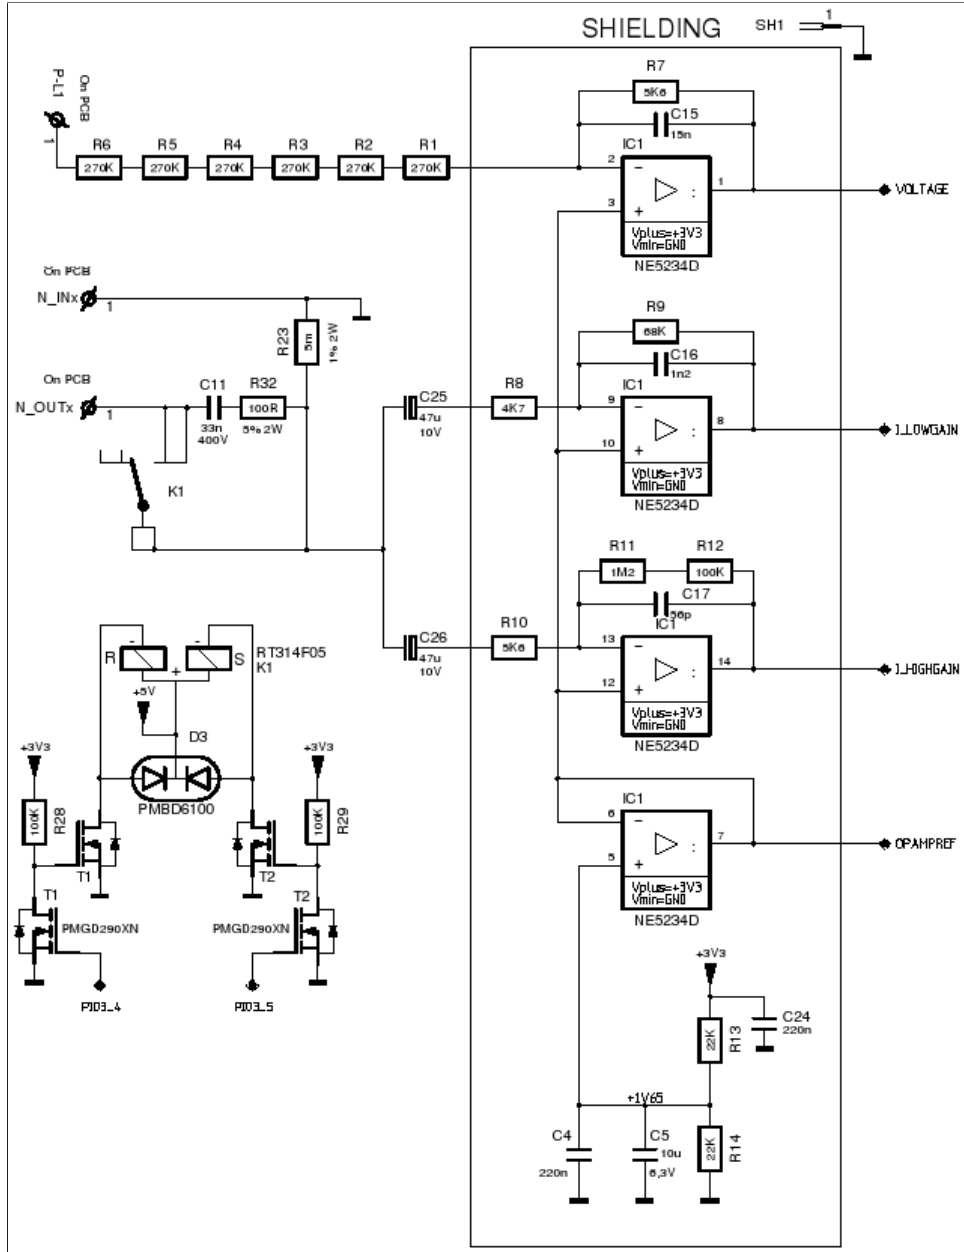 SHIELDING
SH1
1
On PCB
P-L1
1
R6
R5
R4
R3
R2
R1
270K
270K
270K
270K
270K
270K
R7
5K6
C15
15n
IC1
2
3
1
Vplus=+3V3
Vmin=GND
NE5234D
VOLTAGE
On PCB
N_INx
1
R23
5m
1% 2W
On PCB
N_OUTx
1
C11
33n
400V
R32
100R
5% 2W
K1
C25
47u
10V
R8
4K7
R9
68K
C16
1n2
IC1
9
10
8
Vplus=+3V3
Vmin=GND
NE5234D
I_LOWGAIN
R11
1M2
R12
100K
C17
56p
IC1
C26
47u
10V
R10
5K6
13
12
14
Vplus=+3V3
Vmin=GND
NE5234D
I_HIGHGAIN
R
S
RT314F05
K1
+5V
D3
PMBD6100
+3V3
+3V3
100K
R28
100K
R29
T1
T2
T1
T2
PMGD290XN
PMGD290XN
PIO3_4
PIO3_5
IC1
6
5
7
Vplus=+3V3
Vmin=GND
NE5234D
OPAMPREF
+3V3
22K
R13
C24
220n
+1V65
C4
220n
C5
10u
6,3V
22K
R14